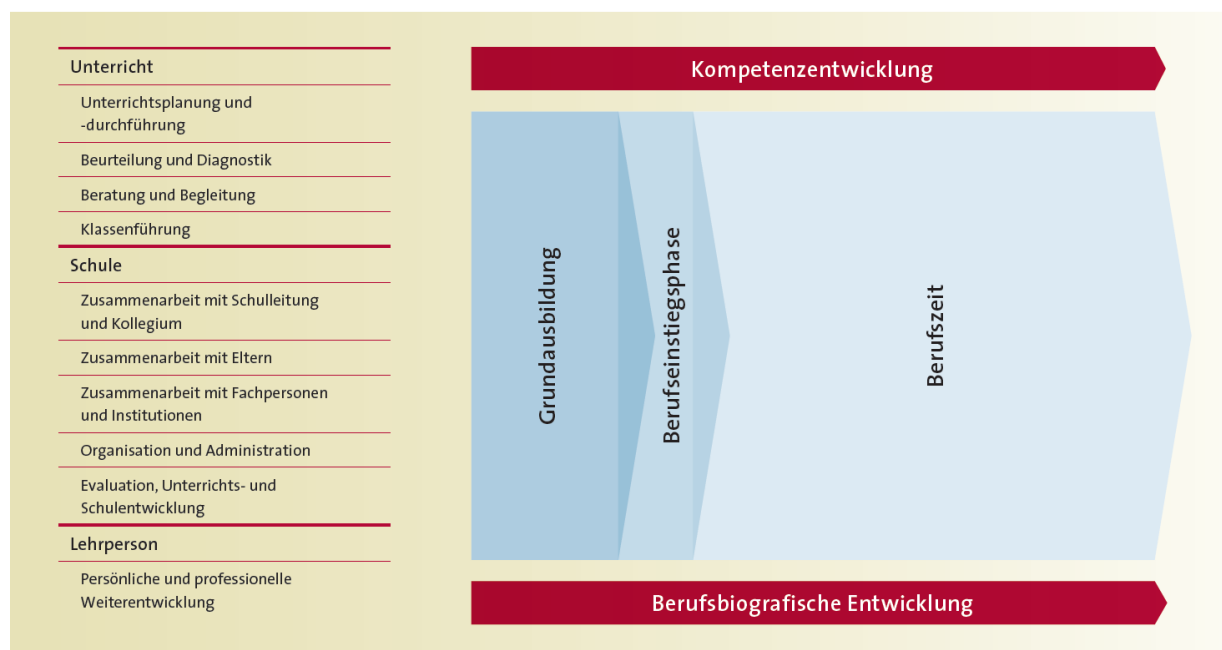 Unterricht
Unterrichtsplanung und
-durchführung
Beurteilung und Diagnostik
Beratung und Begleitung
Klassenführung
Schule
Zusammenarbeit mit Schulleitung
und Kollegium
Zusammenarbeit mit Eltern
Zusammenarbeit mit Fachpersonen
und Institutionen
Organisation und Administration
Evaluation, Unterrichts- und
Schulentwicklung
Lehrperson
Persönliche und professionelle
Weiterentwicklung
Kompetenzentwicklung
Grundausbildung
Berufseinstiegsphase
Berufszeit
Berufsbiografische Entwicklung